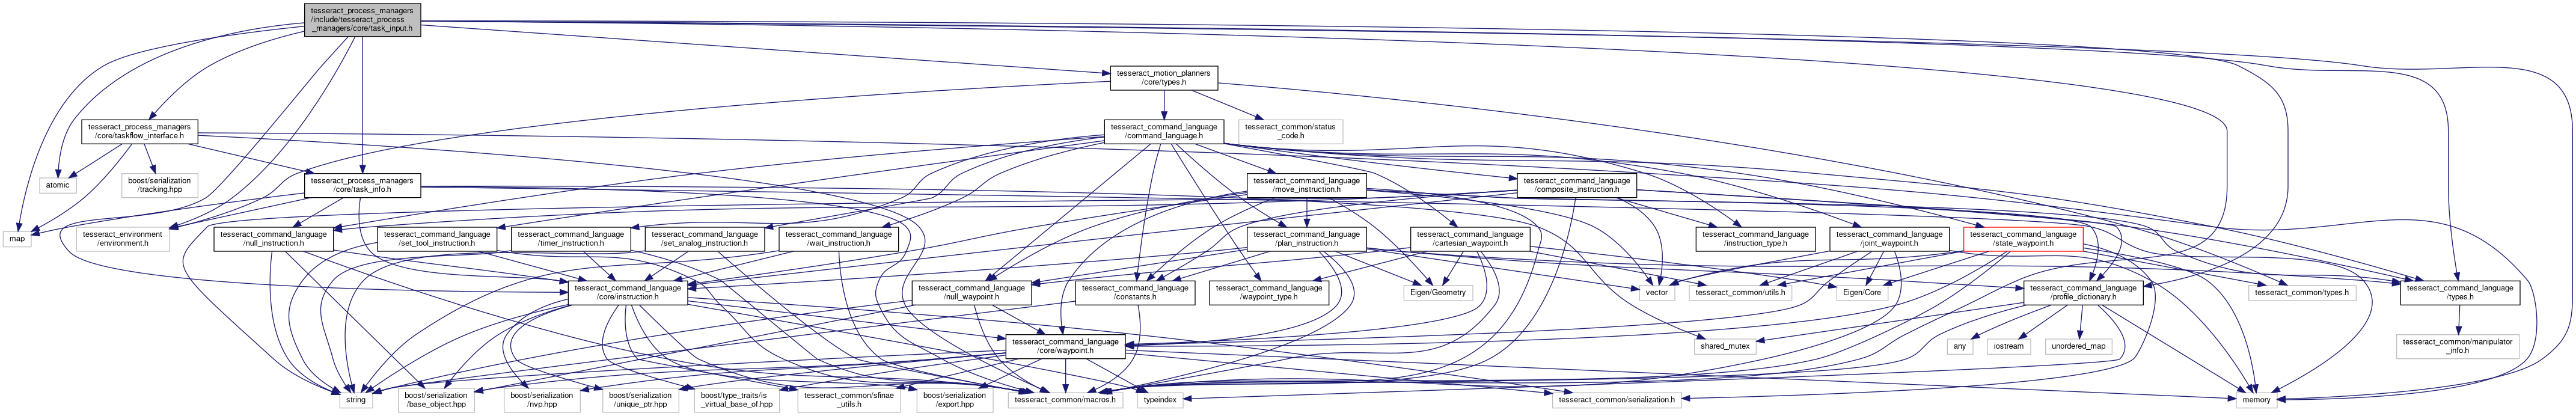 tesseract_process_managers
/include/tesseract_process
_managers/core/task_input.h
tesseract_motion_planners
/core/types.h
tesseract_process_managers
/core/taskflow_interface.h
tesseract_command_language
/command_language.h
tesseract_common/status
_code.h
atomic
boost/serialization
/tracking.hpp
tesseract_process_managers
/core/task_info.h
tesseract_command_language
/move_instruction.h
tesseract_command_language
/composite_instruction.h
map
tesseract_environment
/environment.h
tesseract_command_language
/null_instruction.h
tesseract_command_language
/set_tool_instruction.h
tesseract_command_language
/timer_instruction.h
tesseract_command_language
/set_analog_instruction.h
tesseract_command_language
/wait_instruction.h
tesseract_command_language
/plan_instruction.h
tesseract_command_language
/cartesian_waypoint.h
tesseract_command_language
/instruction_type.h
tesseract_command_language
/joint_waypoint.h
tesseract_command_language
/state_waypoint.h
tesseract_command_language
/core/instruction.h
tesseract_command_language
/null_waypoint.h
tesseract_command_language
/constants.h
tesseract_command_language
/waypoint_type.h
Eigen/Geometry
vector
tesseract_common/utils.h
Eigen/Core
tesseract_command_language
/profile_dictionary.h
tesseract_common/types.h
tesseract_command_language
/types.h
tesseract_command_language
/core/waypoint.h
shared_mutex
any
iostream
unordered_map
tesseract_common/manipulator
_info.h
string
boost/serialization
/base_object.hpp
boost/serialization
/nvp.hpp
boost/serialization
/unique_ptr.hpp
boost/type_traits/is
_virtual_base_of.hpp
tesseract_common/sfinae
_utils.h
boost/serialization
/export.hpp
tesseract_common/macros.h
typeindex
tesseract_common/serialization.h
memory